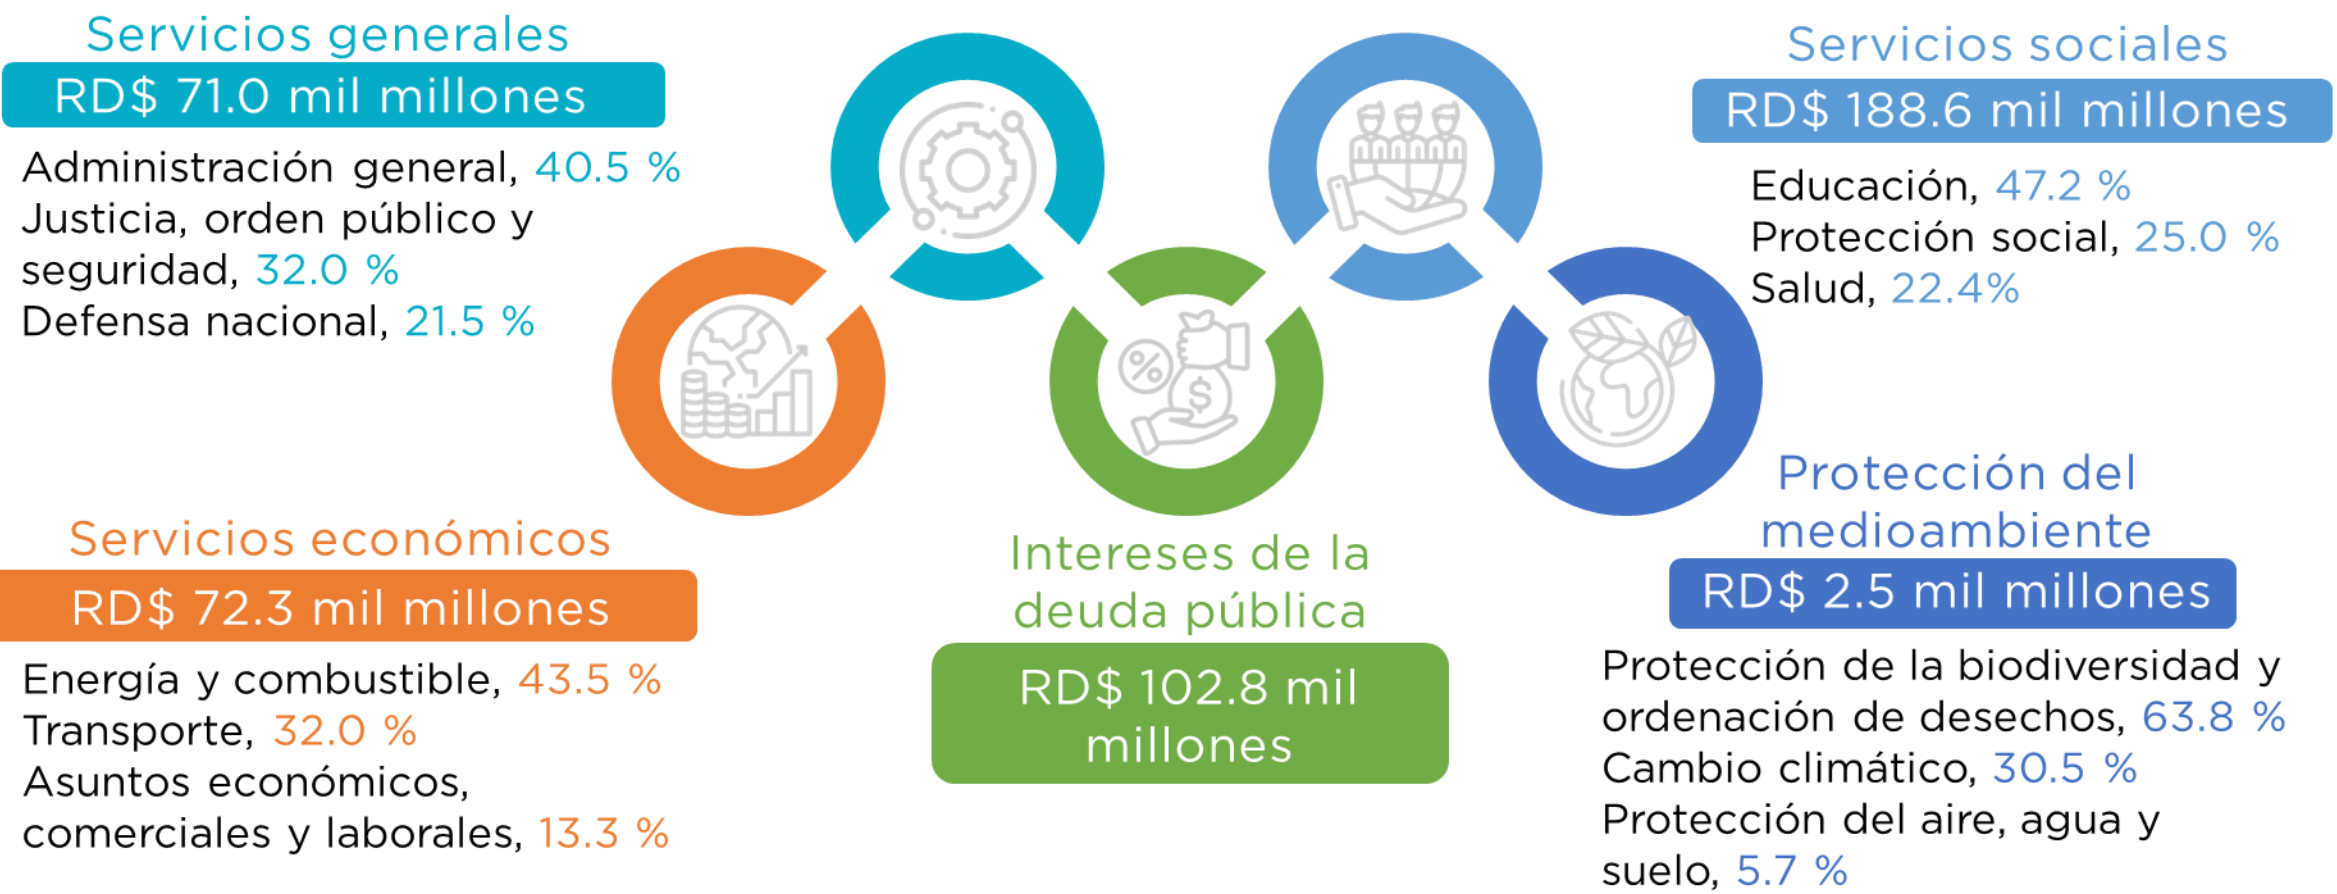 Servicios generales
RD$ 71.0 mil millones
Administración general, 40.5 %
Justicia, orden público y
seguridad, 32.0 %
Defensa nacional, 21.5 %
Servicios sociales
RD$ 188.6 mil millones
Educación, 47.2 %
Protección social, 25.0 %
Salud, 22.4%
Servicios económicos
RD$ 72.3 mil millones
Energía y combustible, 43.5 %
Transporte, 32.0 %
Asuntos económicos,
comerciales y laborales, 13.3 %
%
$
Intereses de la
deuda pública
RD$ 102.8 mil
millones
Protección del
medioambiente
RD$ 2.5 mil millones
Protección de la biodiversidad y
ordenación de desechos, 63.8 %
Cambio climático, 30.5 %
Protección del aire, agua y
suelo, 5.7 %